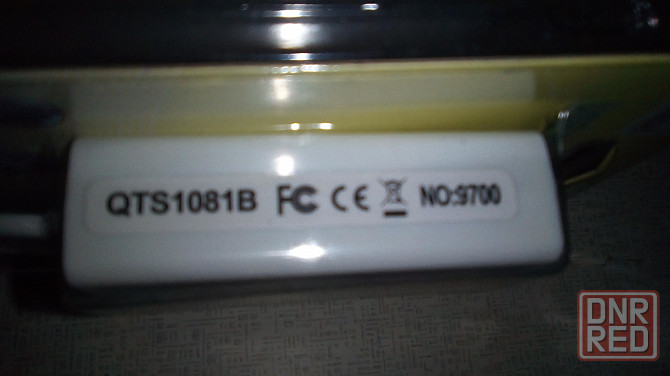 QTS1081B FC CE NO:9700
DNR
RED